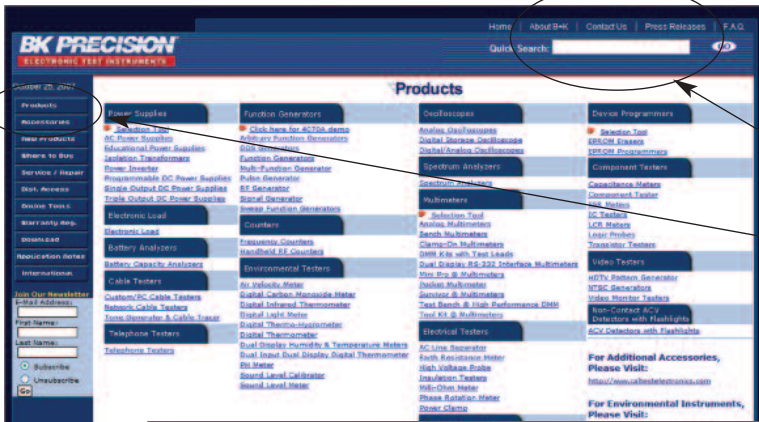 Home | About B+K | Contact Us | Press Releases | F.A.Q.
BK PRECISION
ELECTRONIC TEST INSTRUMENTS
Quick Search:
GO
October 25, 2007
Products
Accessories
New Products
Where to Buy
Service / Repair
Dist. Access
Online Tools
Warranty Reg.
Download
Application Notes
International
Join Our Newsletter
E-Mail Address:
First Name:
Last Name:
Subscribe
Unsubscribe
Go
Products
Power Supplies
Selection Tool
AC Power Supplies
Educational Power Supplies
Isolation Transformers
Power Inverter
Programmable DC Power Supplies
Single Output DC Power Supplies
Triple Output DC Power Supplies
Electronic Load
Electronic Load
Battery Analyzers
Battery Capacity Analyzers
Cable Testers
Custom/PC Cable Testers
Network Cable Testers
Tone Generator & Cable Tracer
Telephone Testers
Telephone Testers
Function Generators
Click here for 4070A demo
Arbitrary Function Generators
DDS Generators
Function Generators
Multi-Function Generator
Pulse Generator
RF Generator
Signal Generator
Sweep Function Generators
Counters
Frequency Counters
Handheld RF Counters
Environmental Testers
Air Velocity Meter
Digital Carbon Monoxide Meter
Digital Infrared Thermometer
Digital Light Meter
Digital Thermo-Hygrometer
Digital Thermometer
Dual Display Humidity & Temperature Meters
Dual Input Dual Display Digital Thermometer
PH Meter
Sound Level Calibrator
Sound Level Meter
Oscilloscopes
Analog Oscilloscopes
Digital Storage Oscilloscope
Digital/Analog Oscilloscopes
Spectrum Analyzers
Spectrum Analyzers
Multimeters
Selection Tool
Analog Multimeters
Bench Multimeters
Clamp-On Multimeters
DMM Kits with Test Leads
Dual Display RS-232 Interface Multimeters
Mini Pro ® Multimeters
Pocket Multimeter
Survivor ® Multimeters
Test Bench ® High Performance DMM
Tool Kit ® Multimeters
Electrical Testers
AC Line Separator
Earth Resistance Meter
High Voltage Probe
Insulation Testers
Milli-Ohm Meter
Phase Rotation Meter
Power Clamp
Device Programmers
Selection Tool
EPROM Erasers
EPROM Programmers
Component Testers
Capacitance Meters
Component Tester
ESR Meters
IC Testers
LCR Meters
Logic Probes
Transistor Testers
Video Testers
HDTV Pattern Generator
NTSC Generators
Video Monitor Testers
Non-Contact ACV
Detectors with Flashlights
ACV Detectors with Flashlights
For Additional Accessories,
Please Visit:
http://www.caltestelectronics.com
For Environmental Instruments,
Please Visit: